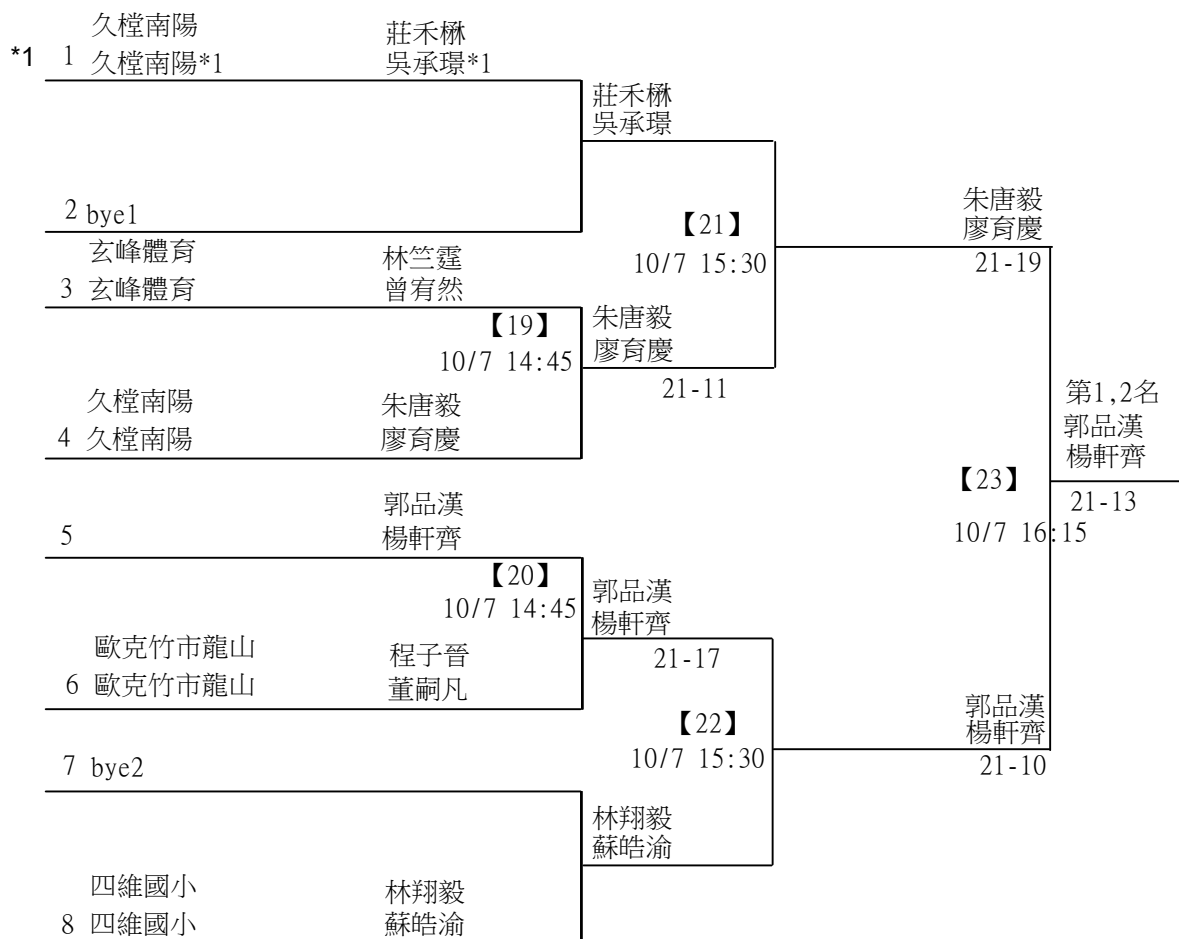 久樘南陽 莊禾楙
*1 1 久樘南陽*1 吳承璟*1
莊禾楙
吳承璟
2 bye1
朱唐毅
廖育慶
【21】
10/7 15:30
21-19
玄峰體育 林竺霆
3 玄峰體育 曾宥然
【19】
10/7 14:45
朱唐毅
廖育慶
21-11
久樘南陽 朱唐毅
4 久樘南陽 廖育慶
第1,2名
郭品漢
楊軒齊
【23】
21-13
10/7 16:15
郭品漢
5 楊軒齊
【20】
10/7 14:45
郭品漢
楊軒齊
21-17
歐克竹市龍山 程子晉
6 歐克竹市龍山 董嗣凡
【22】
10/7 15:30
郭品漢
楊軒齊
21-10
7 bye2
林翔毅
蘇皓渝
四維國小 林翔毅
8 四維國小 蘇皓渝